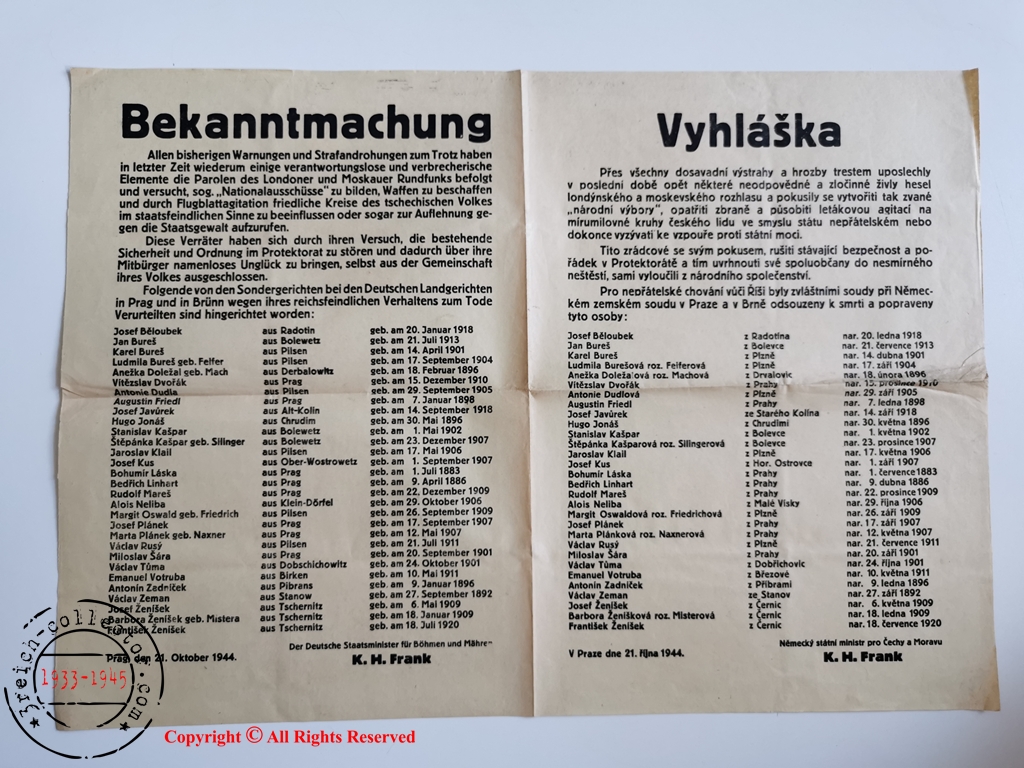 Bekanntmachung
Allen bisherigen Warnungen und Strafandrohungen zum Trotz haben
in letzter Zeit wiederum einige verantwortungslose und verbrecherische
Elemente die Parolen des Londoner und Moskauer Rundfunks befolgt
und versucht, sog. „Nationalausschüsse" zu bilden, Waffen zu beschaffen
und durch Flugblattagitation friedliche Kreise des tschechischen Volkes
im staatsfeindlichen Sinne zu beeinflussen oder sogar zur Auflehnung ge-
gen die Staatsgewalt aufzurufen.
Diese Verräter haben sich durch ihren Versuch, die bestehende
Sicherheit und Ordnung im Protektorat zu stören und dadurch über ihre
Mitbürger namenloses Unglück zu bringen, selbst aus der Gemeinschaft
ihres Volkes ausgeschlossen.
Folgende von den Sondergerichten bei den Deutschen Landgerichten
in Prag und in Brünn wegen ihres reichsfeindlichen Verhaltens zum Tode
Verurteilten sind hingerichtet worden:
Josef Běloubek aus Radotin geb. am 20. Januar 1918
Jan Bureš aus Bolewetz geb. am 21. Juli 1913
Karel Bureš aus Pilsen geb. am 14. April 1901
Ludmila Bureš geb. Felfer aus Pilsen geb. am 17. September 1904
Anežka Doležal geb. Mach aus Derbalowitz geb. am 18. Februar 1896
Vítězslav Dvořák aus Prag geb. am 15. Dezember 1910
Antonie Dudla aus Pilsen geb. am 29. September 1905
Augustin Friedl aus Prag geb. am 7. Januar 1898
Josef Javůrek aus Alt-Kolin geb. am 14. September 1918
Hugo Jonáš aus Chrudim geb. am 30. Mai 1896
Stanislav Kašpar aus Bolewetz geb. am 1. Mai 1902
Štěpánka Kašpar geb. Silinger aus Bolewetz geb. am 23. Dezember 1907
Jaroslav Klail aus Pilsen geb. am 17. Mai 1906
Josef Kus aus Ober-Wostrowetz geb. am 1. September 1907
Bohumír Láska aus Prag geb. am 1. Juli 1883
Bedřich Linhart aus Prag geb. am 9. April 1886
Rudolf Mareš aus Prag geb. am 22. Dezember 1909
Alois Neliba aus Klein-Dörfel geb. am 29. Oktober 1906
Margit Oswald geb. Friedrich aus Pilsen geb. am 26. September 1909
Josef Plánek aus Prag geb. am 17. September 1907
Marta Plánek geb. Naxner aus Prag geb. am 12. Mai 1907
Václav Rusý aus Pilsen geb. am 21. Juli 1911
Miloslav Šára aus Prag geb. am 20. September 1901
Václav Tůma aus Dobschichowitz geb. am 24. Oktober 1901
Emanuel Votruba aus Birken geb. am 10. Mai 1911
Antonín Zadniček aus Pibrans geb. am 9. Januar 1896
Václav Zeman aus Stanow geb. am 27. September 1892
Josef Ženíšek aus Tschernitz geb. am 6. Mai 1909
Barbora Ženíšek geb. Mistera aus Tschernitz geb. am 18. Januar 1909
František Ženíšek aus Tschernitz geb. am 18. Juli 1920
Der Deutsche Staatsminister für Böhmen und Mähren
Prag, den 21. Oktober 1944.
K. H. Frank
Vyhláška
Přes všechny dosavadní výstrahy a hrozby trestem uposlechly
v poslední době opět některé neodpovědné a zločinné živly hesel
londýnského a moskevského rozhlasu a pokusily se vytvořiti tak zvané
„národní výbory", opatřiti zbraně a působiti letákovou agitací na
mírumilovné kruhy českého lidu ve smyslu státu nepřátelském nebo
dokonce vyzývati ke vzpouře proti státní moci.
Tito zrádcové se svým pokusem, rušiti stávající bezpečnost a po-
řádek v Protektorátě a tím uvrhnouti své spoluobčany do nesmírného
neštěstí, sami vyloučili z národního společenství.
Pro nepřátelské chování vůči Říši byly zvláštními soudy při Němec-
kém zemském soudu v Praze a v Brně odsouzeny k smrti a popraveny
tyto osoby:
Josef Běloubek z Radotína nar. 20. ledna 1918
Jan Bureš z Bolevce nar. 21. července 1913
Karel Bureš z Plzně nar. 14. dubna 1901
Ludmila Burešová roz. Felferová z Plzně nar. 17. září 1904
Anežka Doležalová roz. Machová z Drvalovic nar. 18. února 1896
Vítězslav Dvořák z Prahy nar. 15. prosince 1910
Antonie Dudlová z Plzně nar. 29. září 1905
Augustin Friedl z Prahy nar. 7. ledna 1898
Josef Javůrek ze Starého Kolína nar. 14. září 1918
Hugo Jonáš z Chrudimi nar. 30. května 1896
Stanislav Kašpar z Bolevce nar. 1. května 1902
Štěpánka Kašparová roz. Silingerová z Bolevce nar. 23. prosince 1907
Jaroslav Klail z Plzně nar. 17. května 1906
Josef Kus z Hor. Ostrovce nar. 1. září 1907
Bohumír Láska z Prahy nar. 1. července 1883
Bedřich Linhart z Prahy nar. 9. dubna 1886
Rudolf Mareš z Prahy nar. 22. prosince 1909
Alois Neliba z Malé Vísky nar. 29. října 1906
Margit Oswaldová roz. Friedrichová z Plzně nar. 26. září 1909
Josef Plánek z Prahy nar. 17. září 1907
Marta Plánková roz. Naxnerová z Prahy nar. 12. května 1907
Václav Rusý z Plzně nar. 21. července 1911
Miloslav Šára z Prahy nar. 20. září 1901
Václav Tůma z Dobřichovic nar. 24. října 1901
Emanuel Votruba z Březové nar. 10. května 1911
Antonín Zadniček z Příbrami nar. 9. ledna 1896
Václav Zeman ze Stanov nar. 27. září 1892
Josef Ženíšek z Černic nar. 6. května 1909
Barbora Ženíšková roz. Misterová z Černic nar. 18. ledna 1909
František Ženíšek z Černic nar. 18. července 1920
Německý státní ministr pro Čechy a Moravu
V Praze dne 21. října 1944.
K. H. Frank
3reich-collector.com
1933-1945
Copyright © All Rights Reserved